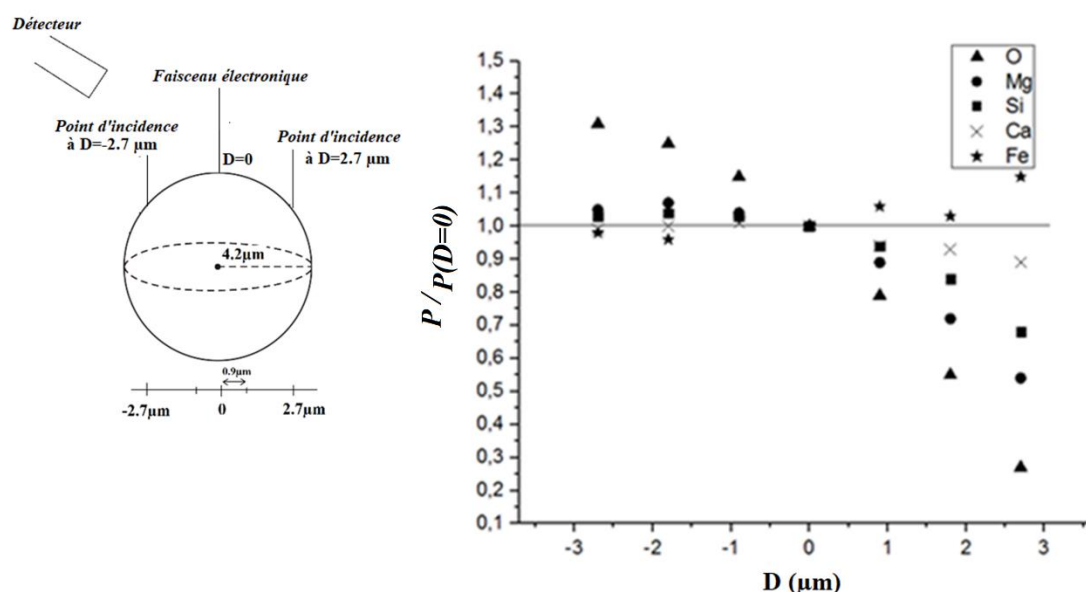 Détecteur
Faisceau électronique
Point d'incidence
à D=-2.7 µm
D=0
Point d'incidence
à D=2.7 µm
4.2µm
0.9µm
-2.7µm
0
2.7µm
O
Mg
Si
Ca
Fe
1,5
1,4
1,3
1,2
1,1
1,0
0,9
0,8
0,7
0,6
0,5
0,4
0,3
0,2
0,1
P / P(D=0)
-3 -2 -1 0 1 2 3
D (µm)